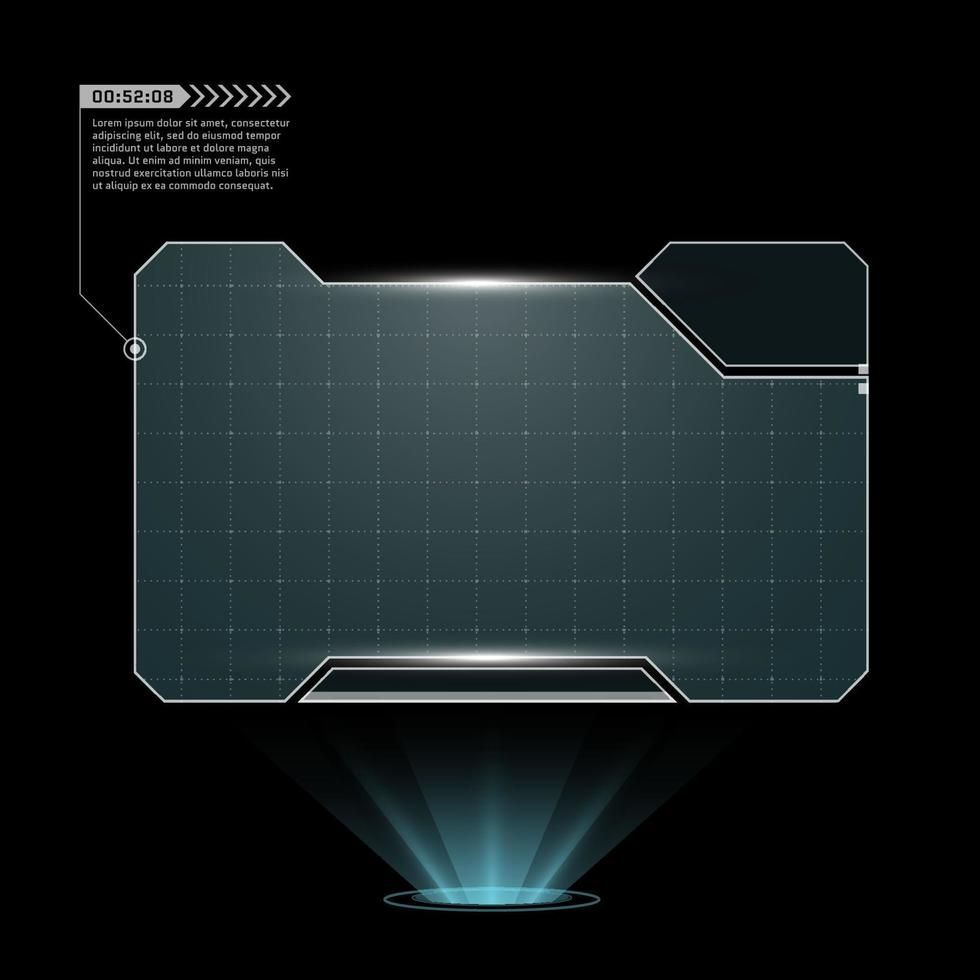 00:52:08
Lorem ipsum dolor sit amet, consectetur
adipiscing elit, sed do eiusmod tempor
incididunt ut labore et dolore magna
aliqua. Ut enim ad minim veniam, quis
nostrud exercitation ullamco laboris nisi
ut aliquip ex ea commodo consequat.